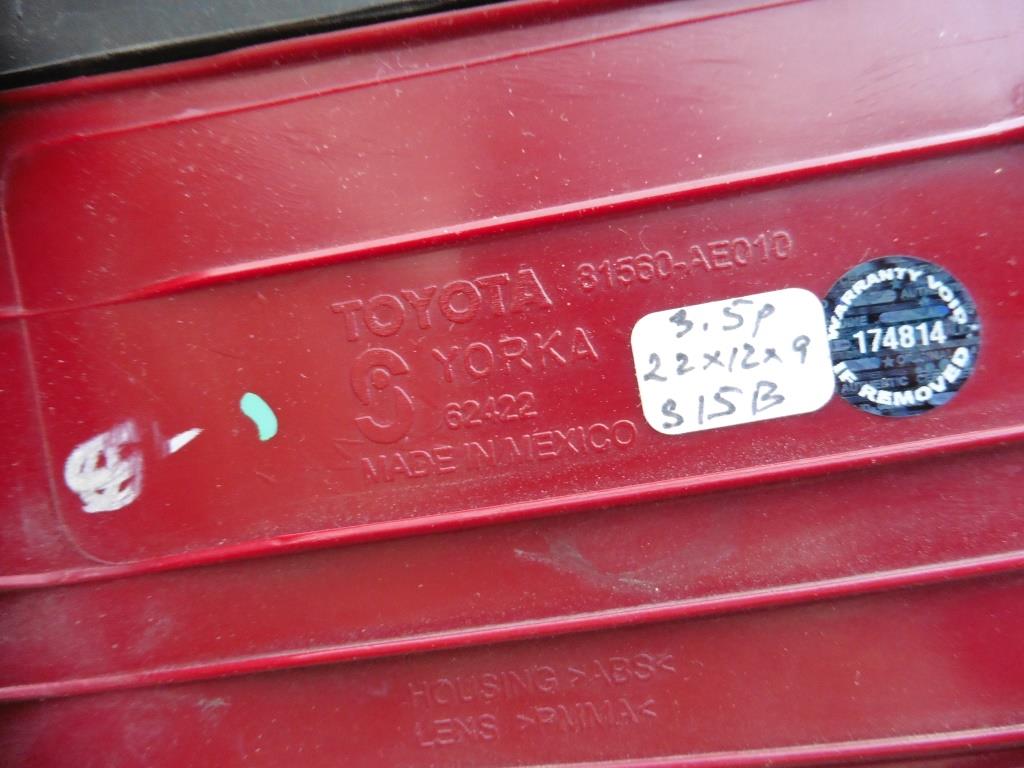 TOYOTA 81560-AE010
YORKA
62422
MADE IN MEXICO
3.5P
22x12x9
315B
WARRANTY VOID
174814
IF REMOVED
HOUSING >ABS<
LENS >PMMA<